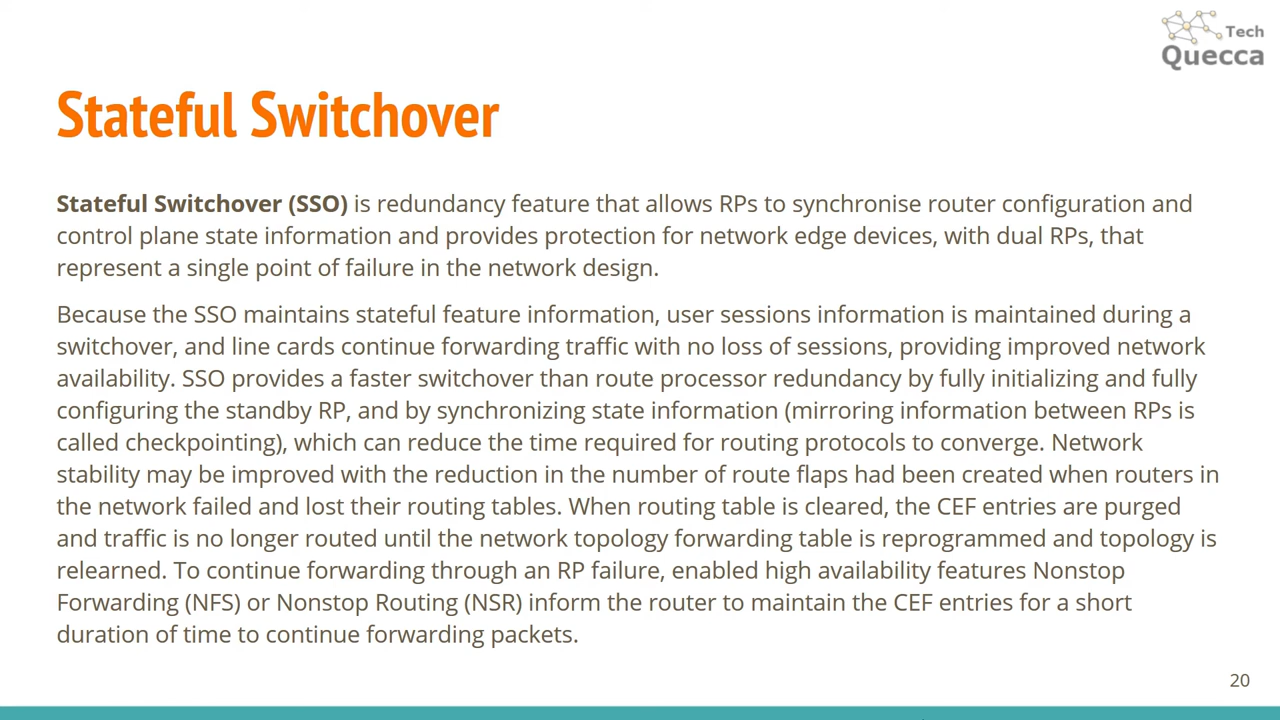 Tech
Quecca
Stateful Switchover
Stateful Switchover (SSO) is redundancy feature that allows RPs to synchronise router configuration and
control plane state information and provides protection for network edge devices, with dual RPs, that
represent a single point of failure in the network design.
Because the SSO maintains stateful feature information, user sessions information is maintained during a
switchover, and line cards continue forwarding traffic with no loss of sessions, providing improved network
availability. SSO provides a faster switchover than route processor redundancy by fully initializing and fully
configuring the standby RP, and by synchronizing state information (mirroring information between RPs is
called checkpointing), which can reduce the time required for routing protocols to converge. Network
stability may be improved with the reduction in the number of route flaps had been created when routers in
the network failed and lost their routing tables. When routing table is cleared, the CEF entries are purged
and traffic is no longer routed until the network topology forwarding table is reprogrammed and topology is
relearned. To continue forwarding through an RP failure, enabled high availability features Nonstop
Forwarding (NFS) or Nonstop Routing (NSR) inform the router to maintain the CEF entries for a short
duration of time to continue forwarding packets.
20